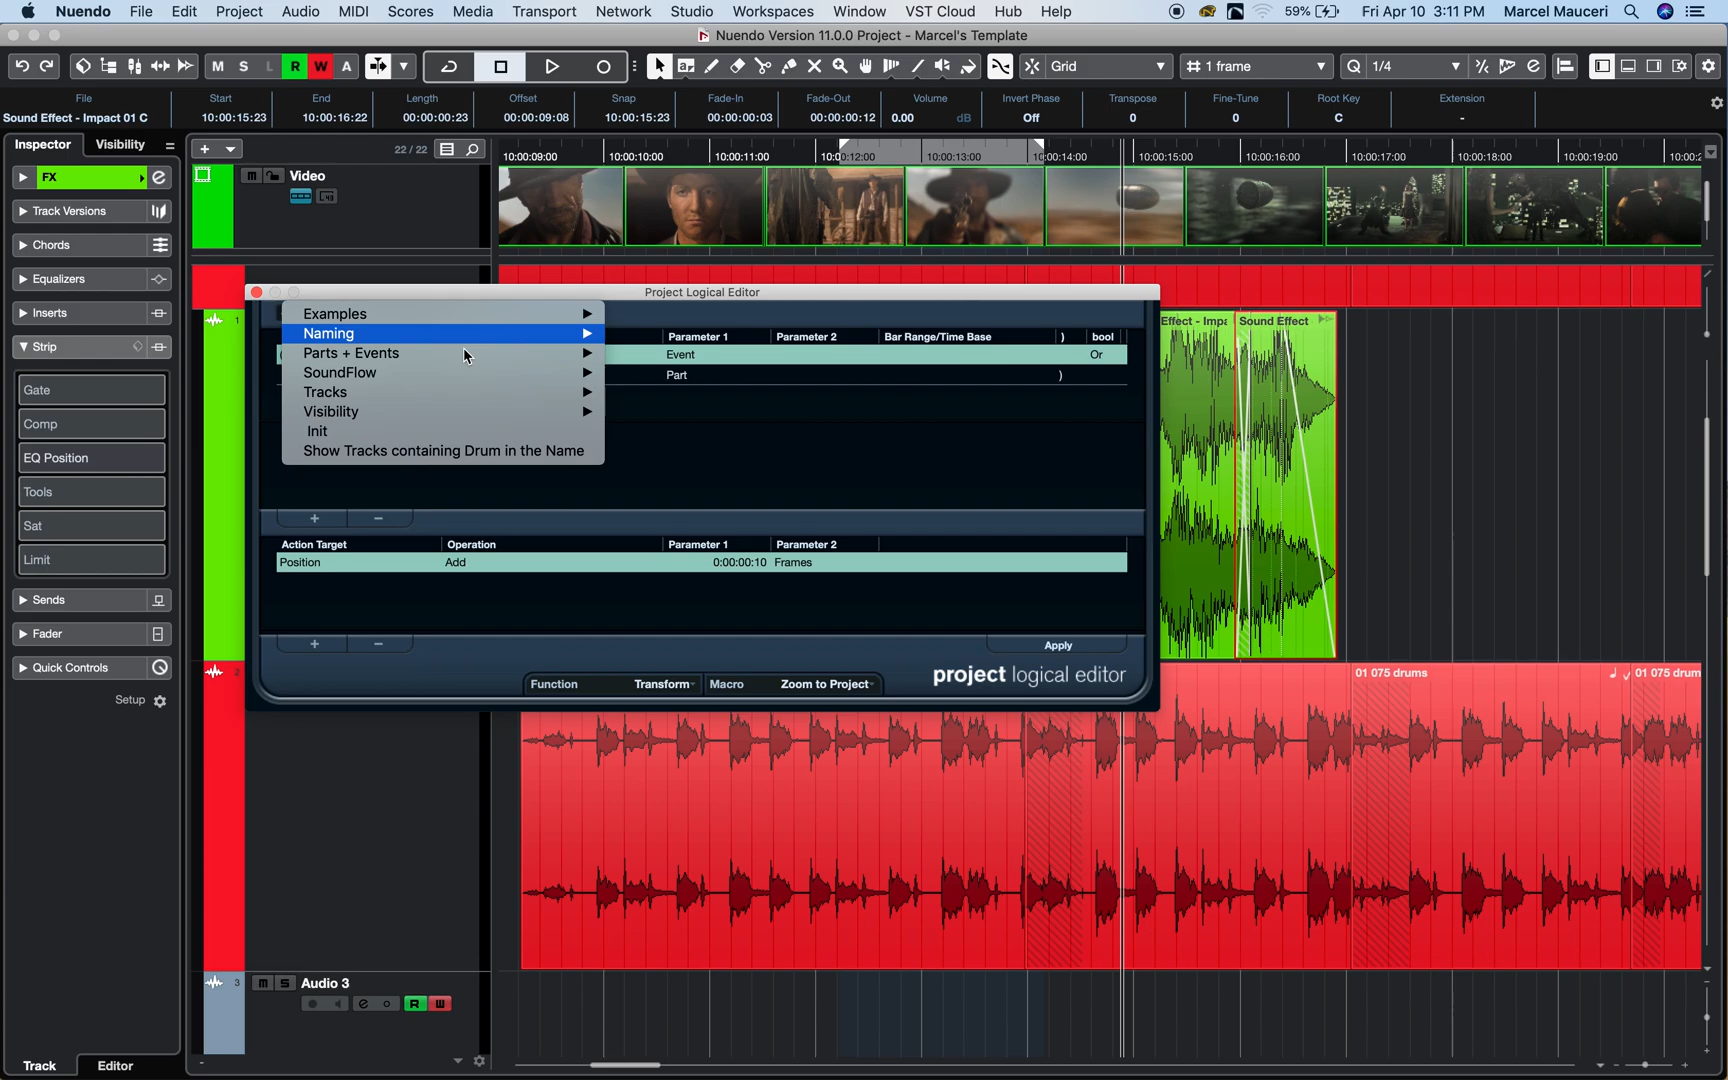 Nuendo File Edit Project Audio MIDI Scores Media Transport Network Studio Workspaces Window VST Cloud Hub Help 59% Fri Apr 10 3:11 PM Marcel Mauceri
Nuendo Version 11.0.0 Project - Marcel's Template
M S L R W A Grid 1 frame Q 1/4
File Start End Length Offset Snap Fade-In Fade-Out Volume Invert Phase Transpose Fine-Tune Root Key Extension
Sound Effect - Impact 01 C 10:00:15:23 10:00:16:22 00:00:00:23 00:00:09:08 10:00:15:23 00:00:00:03 00:00:00:12 0.00 dB Off 0 0 C -
Inspector Visibility
22 / 22
10:00:09:00 10:00:10:00 10:00:11:00 10:00:12:00 10:00:13:00 10:00:14:00 10:00:15:00 10:00:16:00 10:00:17:00 10:00:18:00 10:00:19:00 10:00:2
FX
m Video
Track Versions
Chords
Equalizers
Inserts
Strip
Gate
Comp
EQ Position
Tools
Sat
Limit
Sends
Fader
Quick Controls
Setup
Project Logical Editor
Examples
Naming
Parts + Events
SoundFlow
Tracks
Visibility
Init
Show Tracks containing Drum in the Name
Parameter 1 Parameter 2 Bar Range/Time Base ) bool
Event Or
Part )
+ -
Action Target Operation Parameter 1 Parameter 2
Position Add 0:00:00:10 Frames
+ -
Apply
Function Transform Macro Zoom to Project
project logical editor
1 Effect - Impa Sound Effect
2 01 075 drums 01 075 drum
3 m S Audio 3
R W
Track Editor